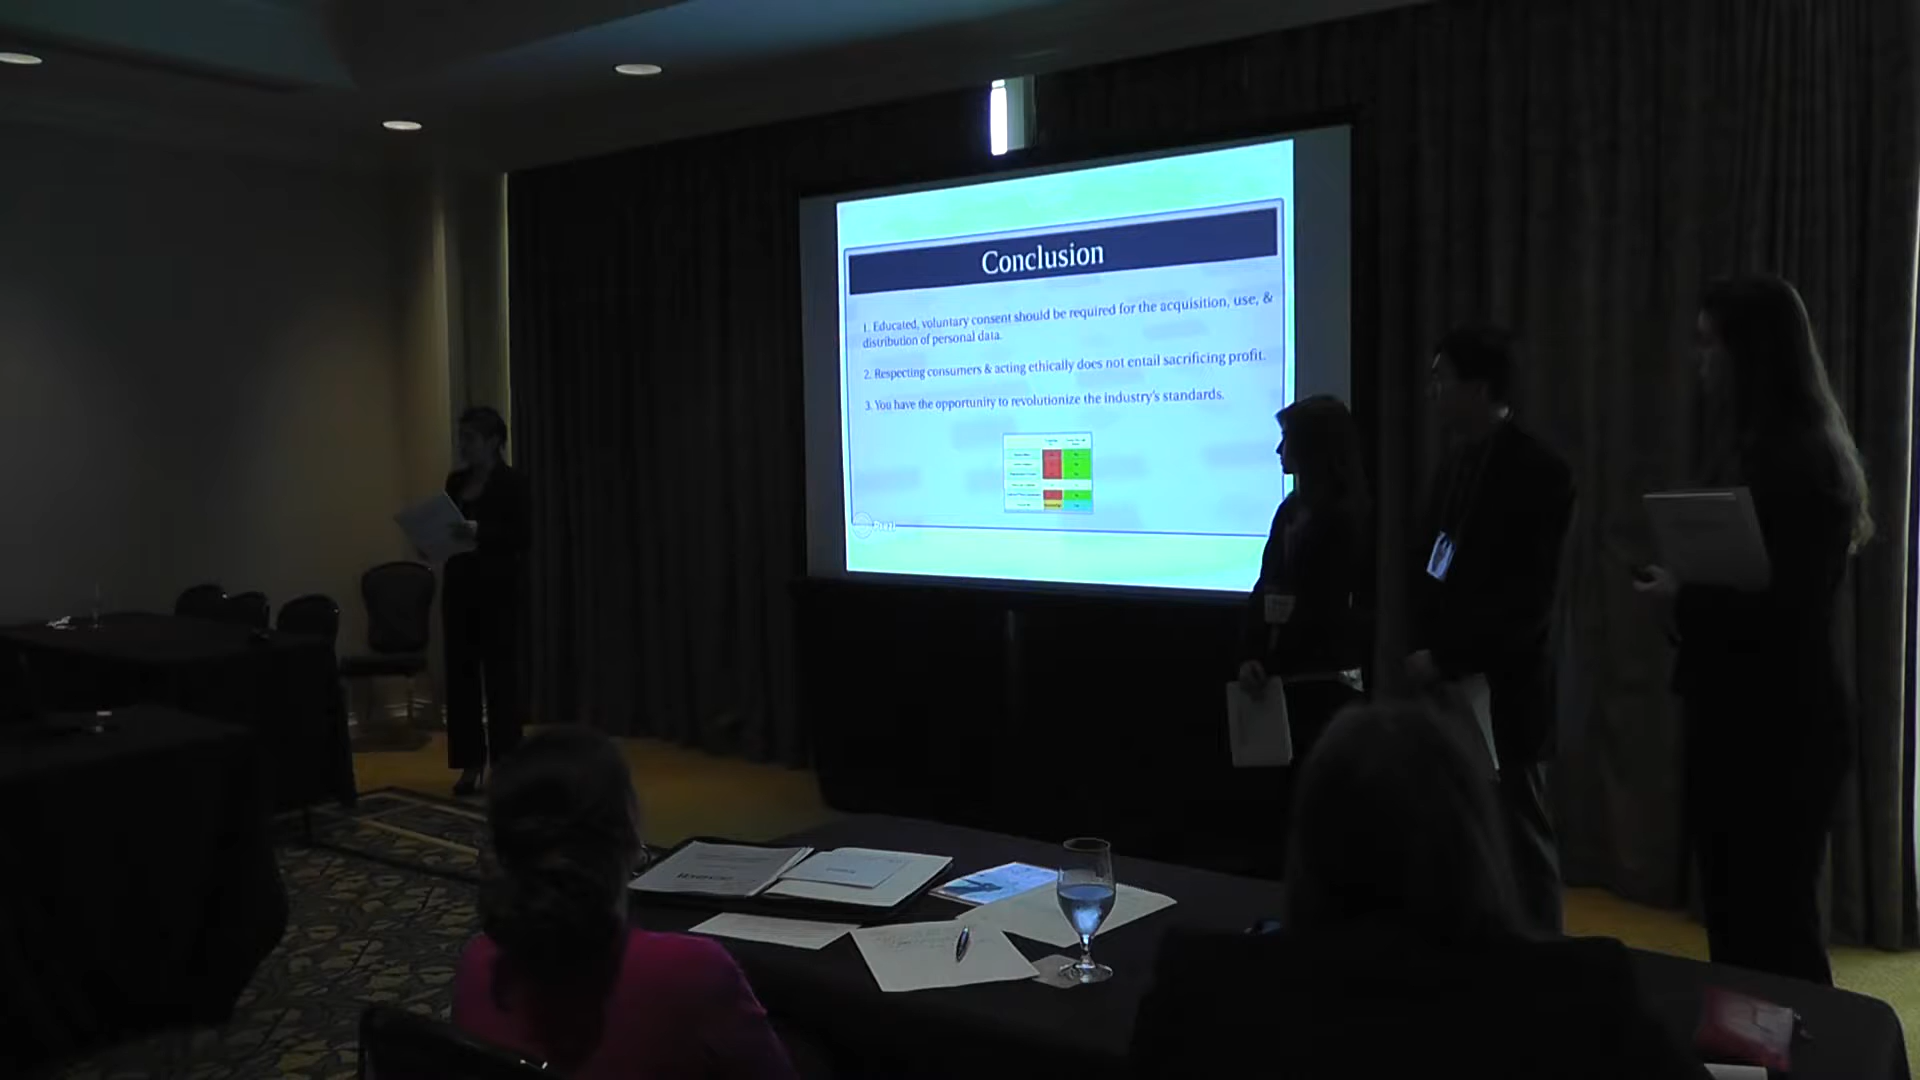 Conclusion
1. Educated, voluntary consent should be required for the acquisition, use, &
distribution of personal data.
2. Respecting consumers & acting ethically does not entail sacrificing profit.
3. You have the opportunity to revolutionize the industry's standards.
Prezi